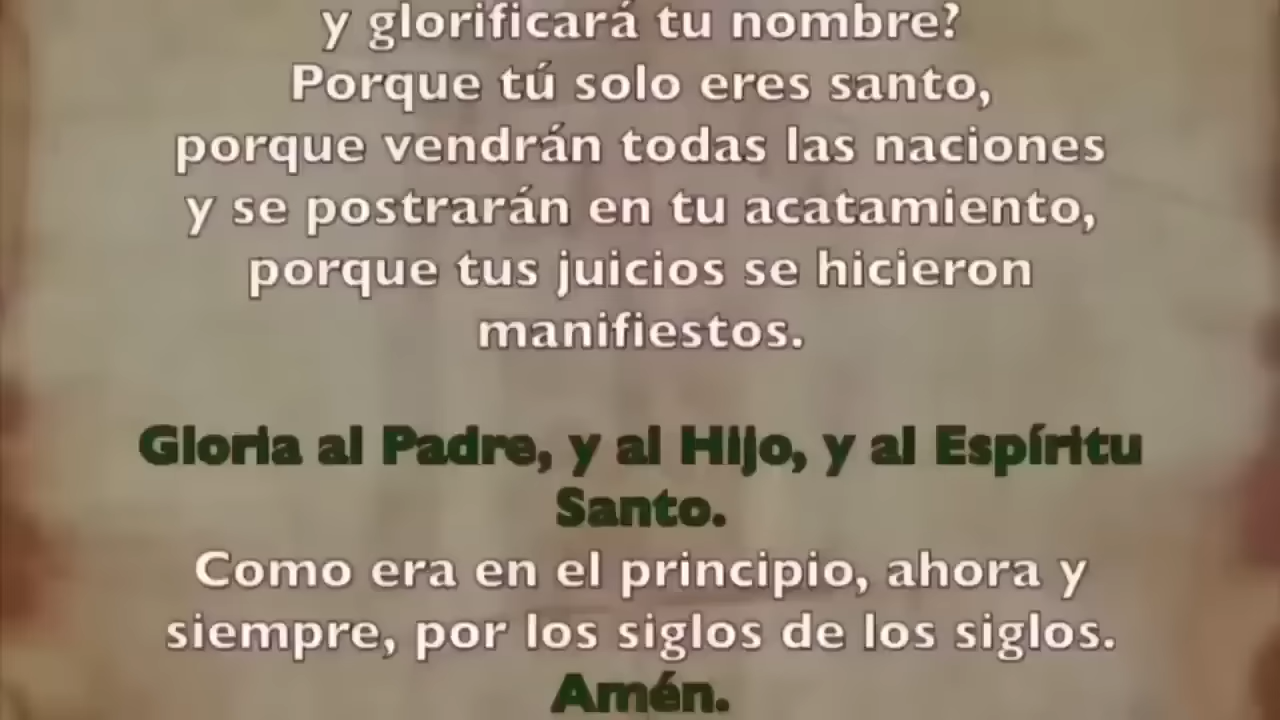 y glorificará tu nombre?
Porque tú solo eres santo,
porque vendrán todas las naciones
y se postrarán en tu acatamiento,
porque tus juicios se hicieron
manifiestos.
Gloria al Padre, y al Hijo, y al Espíritu
Santo.
Como era en el principio, ahora y
siempre, por los siglos de los siglos.
Amén.